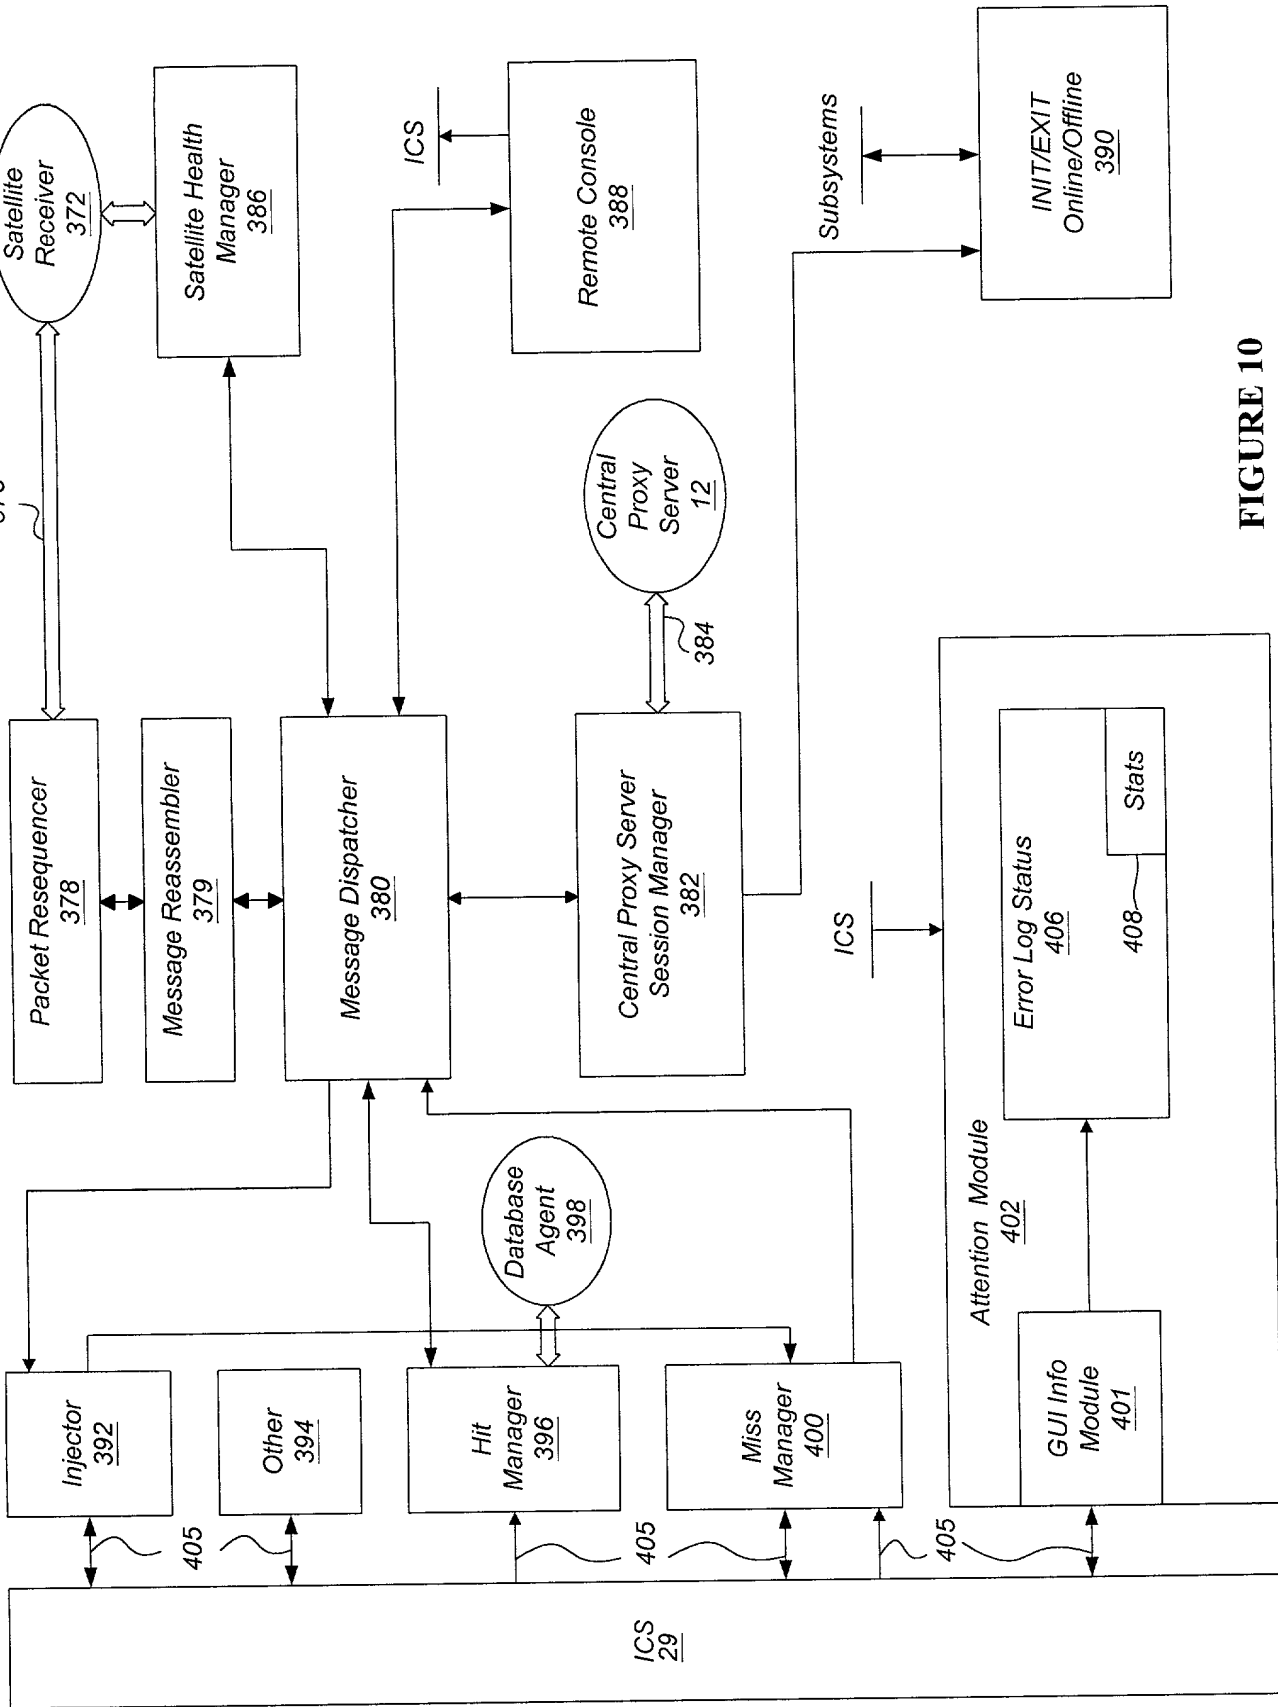 Satellite
Receiver
372
Satellite Health
Manager
386
ICS
Remote Console
388
Subsystems
INIT/EXIT
Online/Offline
390
Packet Resequencer
378
Message Reassembler
379
Message Dispatcher
380
Central
Proxy
Server
12
384
Central Proxy Server
Session Manager
382
ICS
Error Log Status
406
408
Stats
Attention Module
402
GUI Info
Module
401
Database
Agent
398
Injector
392
Other
394
Hit
Manager
396
Miss
Manager
400
405
405
405
ICS
29
FIGURE 10